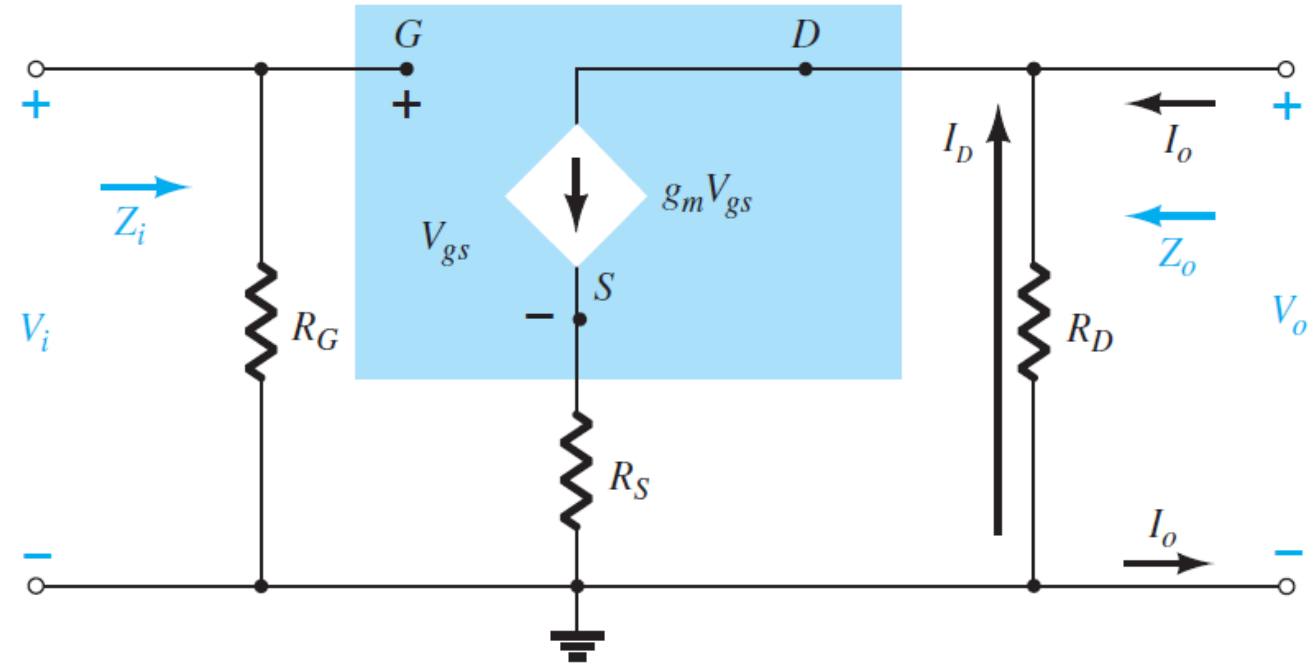 G
D
+
+
+
I_D
I_o
g_mV_gs
Z_i
Z_o
V_gs
S
−
V_i
R_G
R_D
V_o
R_S
I_o
−
−